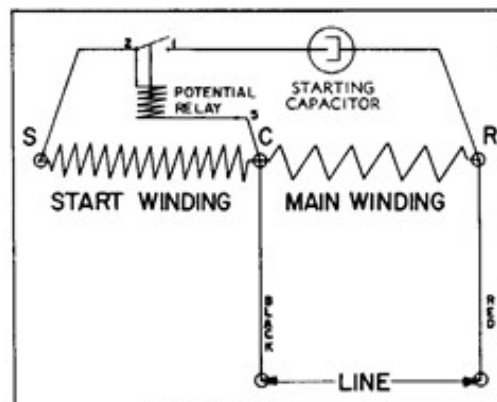 2 1
POTENTIAL
RELAY
5
STARTING
CAPACITOR
S C R
START WINDING MAIN WINDING
BLACK RED
LINE